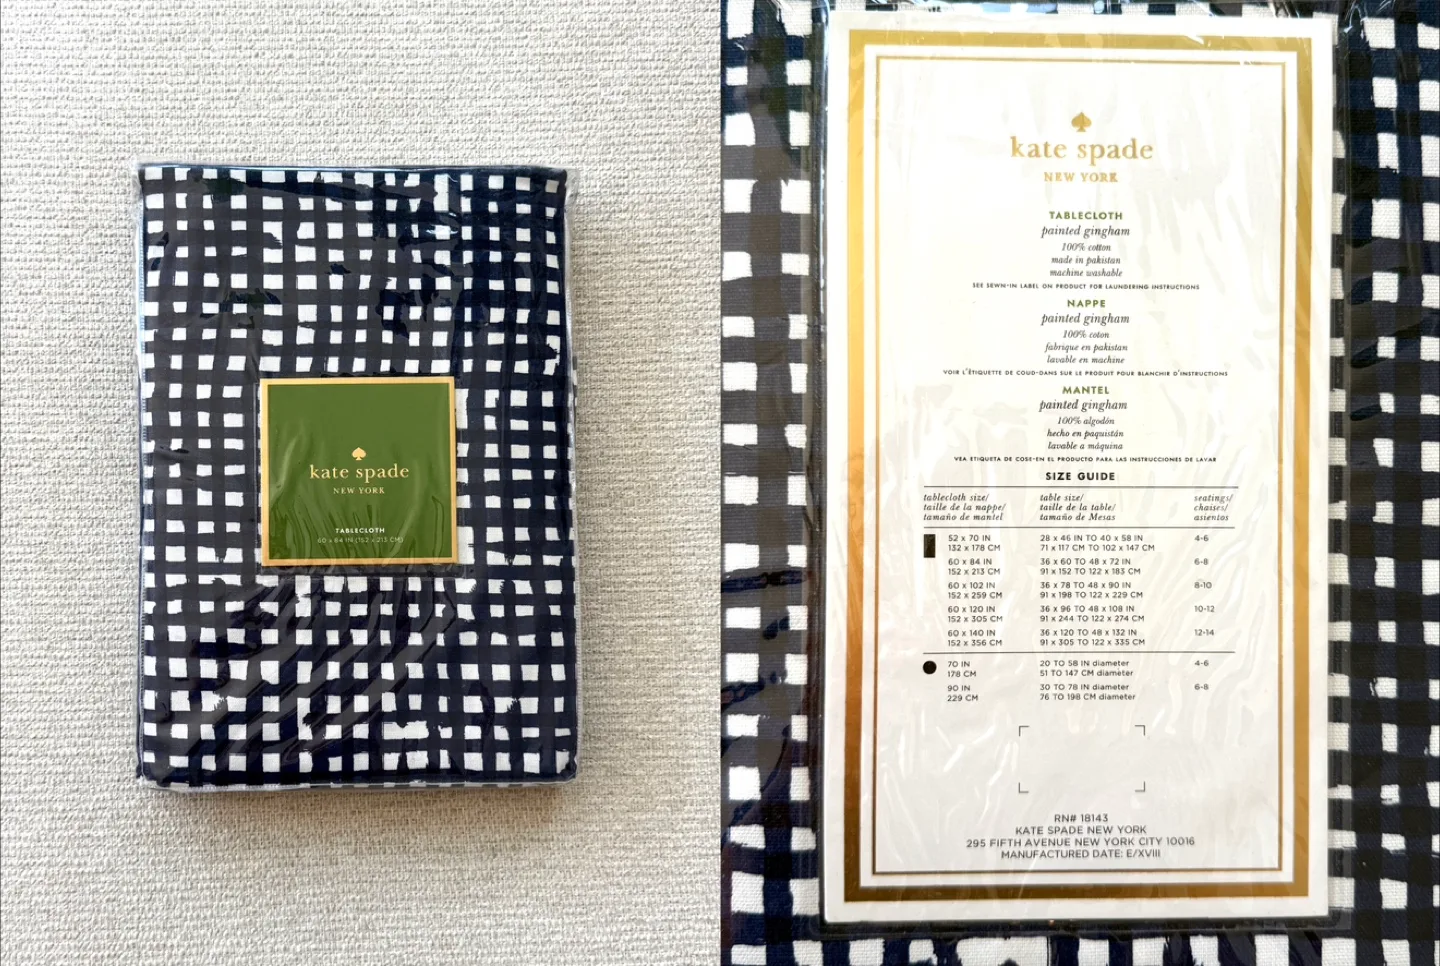 kate spade
NEW YORK
TABLECLOTH
60 x 84 IN (152 x 213 CM)
kate spade
NEW YORK
TABLECLOTH
painted gingham
100% cotton
made in pakistan
machine washable
SEE SEWN-IN LABEL ON PRODUCT FOR LAUNDERING INSTRUCTIONS
NAPPE
painted gingham
100% coton
fabrique en pakistan
lavable en machine
VOIR L'ÉTIQUETTE DE COUD-DANS SUR LE PRODUIT POUR BLANCHIR D'INSTRUCTIONS
MANTEL
painted gingham
100% algodón
hecho en paquistán
lavable a máquina
VEA ETIQUETA DE COSE-EN EL PRODUCTO PARA LAS INSTRUCCIONES DE LAVAR
SIZE GUIDE
tablecloth size/ table size/ seatings/
taille de la nappe/ taille de la table/ chaises/
tamaño de mantel tamaño de Mesas asientos
52 x 70 IN 28 x 46 IN TO 40 x 58 IN 4-6
132 x 178 CM 71 x 117 CM TO 102 x 147 CM
60 x 84 IN 36 x 60 TO 48 x 72 IN 6-8
152 x 213 CM 91 x 152 TO 122 x 183 CM
60 x 102 IN 36 x 78 TO 48 x 90 IN 8-10
152 x 259 CM 91 x 198 TO 122 x 229 CM
60 x 120 IN 36 x 96 TO 48 x 108 IN 10-12
152 x 305 CM 91 x 244 TO 122 x 274 CM
60 x 140 IN 36 x 120 TO 48 x 132 IN 12-14
152 x 356 CM 91 x 305 TO 122 x 335 CM
70 IN 20 TO 58 IN diameter 4-6
178 CM 51 TO 147 CM diameter
90 IN 30 TO 78 IN diameter 6-8
229 CM 76 TO 198 CM diameter
RN# 18143
KATE SPADE NEW YORK
295 FIFTH AVENUE NEW YORK CITY 10016
MANUFACTURED DATE: E/XVIII